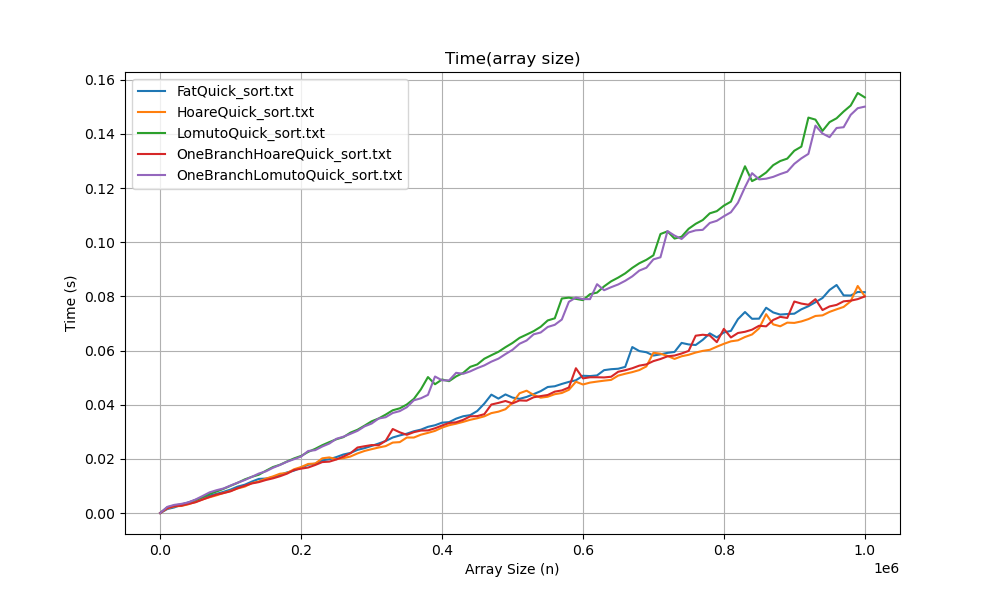 Time(array size)
FatQuick_sort.txt
HoareQuick_sort.txt
LomutoQuick_sort.txt
OneBranchHoareQuick_sort.txt
OneBranchLomutoQuick_sort.txt
Time (s)
0.16
0.14
0.12
0.10
0.08
0.06
0.04
0.02
0.00
0.0 0.2 0.4 0.6 0.8 1.0
1e6
Array Size (n)